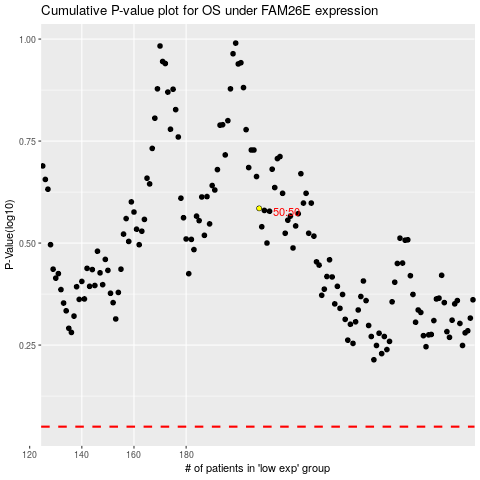 Cumulative P-value plot for OS under FAM26E expression
P-Value(log10)
1.00
0.75
0.50
0.25
50:50
120 140 160 180
# of patients in 'low exp' group